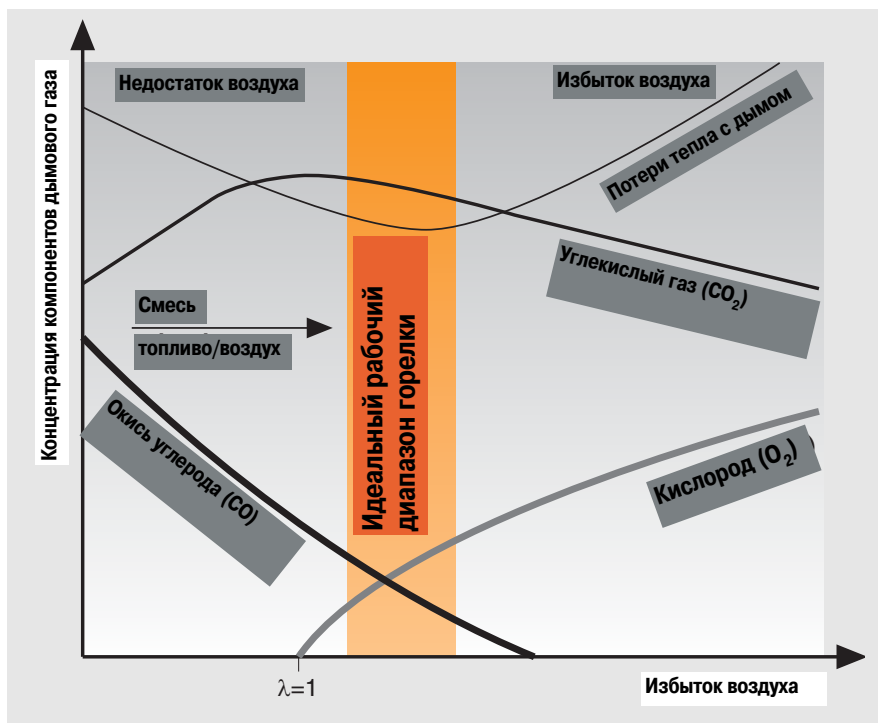 Концентрация компонентов дымового газа
Недостаток воздуха
Избыток воздуха
Потери тепла с дымом
Углекислый газ (CO₂)
Смесь
топливо/воздух
Идеальный рабочий
диапазон горелки
Окись углерода (CO)
Кислород (O₂)
λ=1
Избыток воздуха